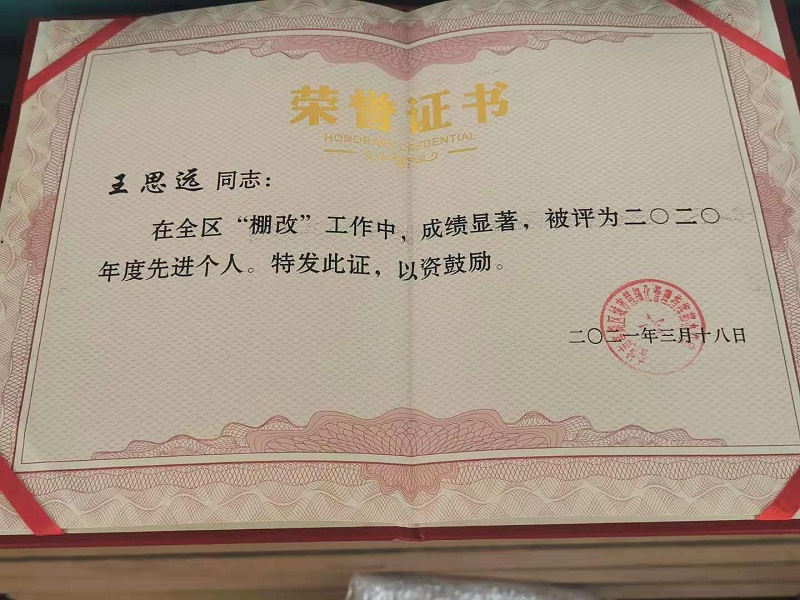 荣誉证书
HONORARY CREDENTIAL
王思远 同志：
在全区“棚改”工作中，成绩显著，被评为二〇二〇
年度先进个人。特发此证，以资鼓励。
二〇二一年三月十八日